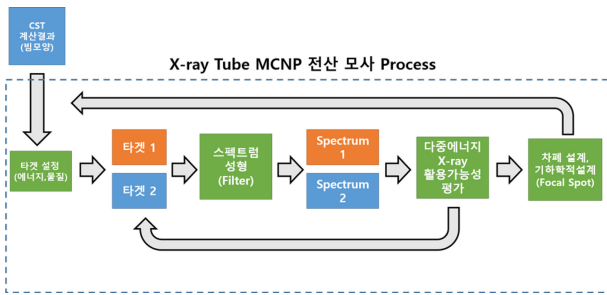 CST
계산결과
(빔모양)
X-ray Tube MCNP 전산 모사 Process
타겟 설정
(에너지,물질)
타겟 1
타겟 2
스펙트럼
성형
(Filter)
Spectrum
1
Spectrum
2
다중에너지
X-ray
활용가능성
평가
차폐 설계,
기하학적설계
(Focal Spot)